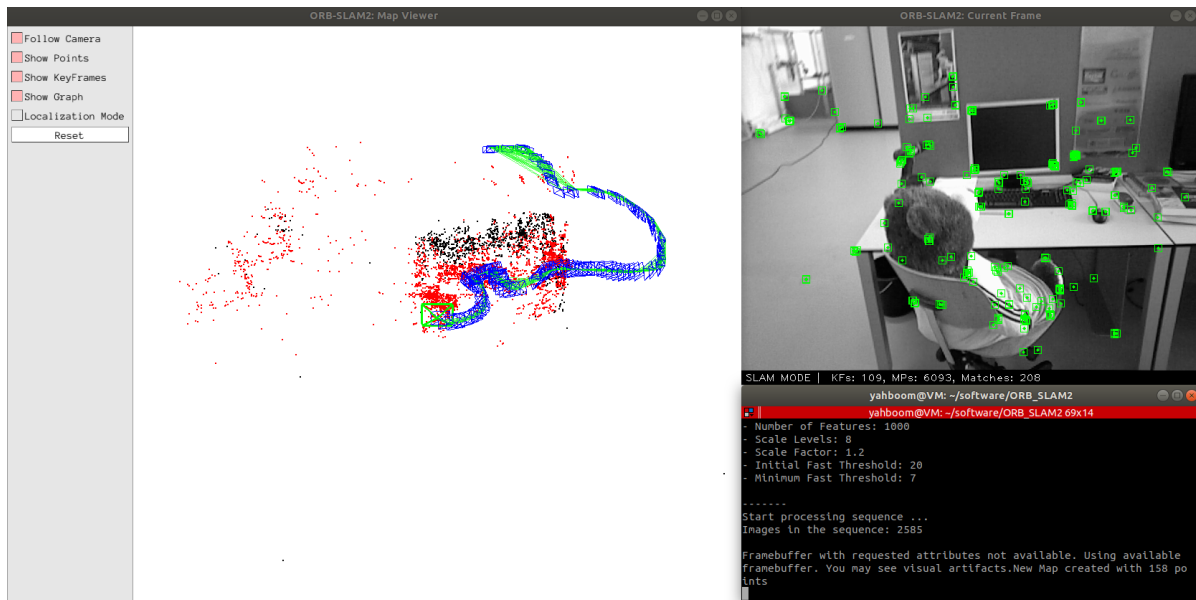 ORB-SLAM2: Map Viewer
Follow Camera
Show Points
Show KeyFrames
Show Graph
Localization Mode
Reset
ORB-SLAM2: Current Frame
SLAM MODE |  KFs: 109, MPs: 6093, Matches: 208
yahboom@VM: ~/software/ORB_SLAM2
yahboom@VM: ~/software/ORB_SLAM2 69x14
- Number of Features: 1000
- Scale Levels: 8
- Scale Factor: 1.2
- Initial Fast Threshold: 20
- Minimum Fast Threshold: 7
-------
Start processing sequence ...
Images in the sequence: 2585
Framebuffer with requested attributes not available. Using available
framebuffer. You may see visual artifacts.New Map created with 158 po
ints